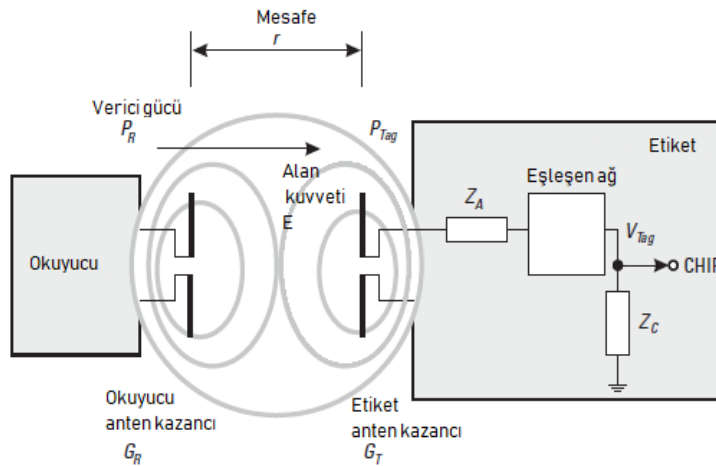 Mesafe
r
Verici gücü
P_R
P_Tag
Alan
kuvveti
E
Okuyucu
Etiket
Eşleşen ağ
Z_A
V_Tag
CHIP
Z_C
Okuyucu
anten kazancı
G_R
Etiket
anten kazancı
G_T